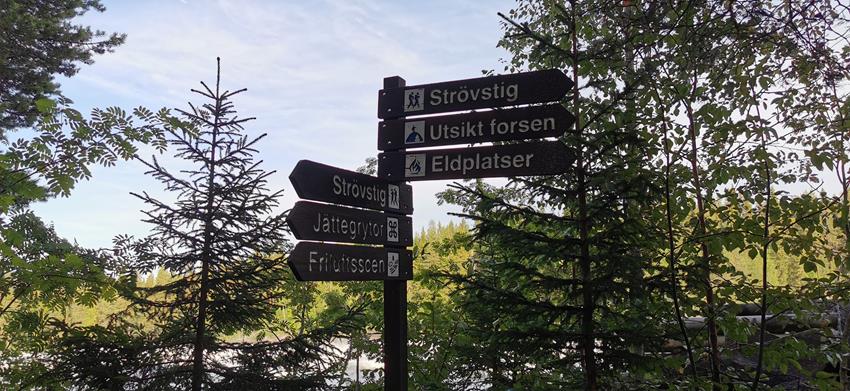 Strövstig
Utsikt forsen
Eldplatser
Strövstig
Jättegrytor
Friluftsscen